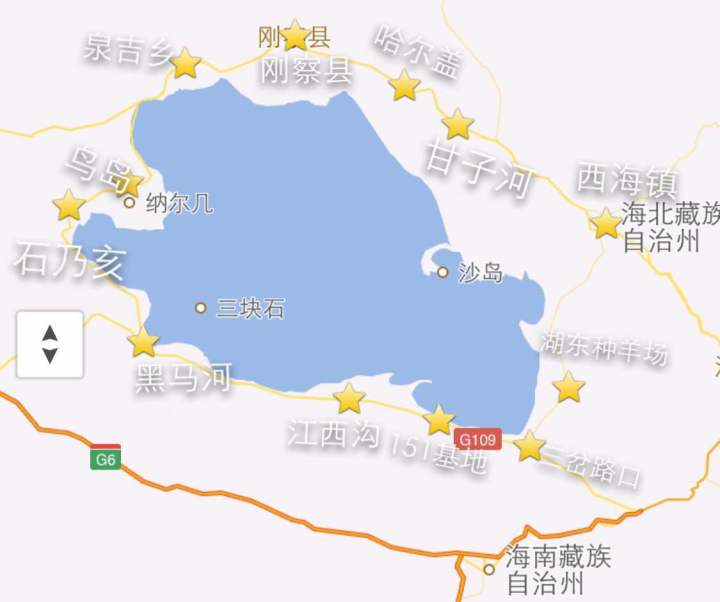 泉吉乡
刚察县
刚察县
哈尔盖
甘子河
鸟岛
纳尔几
西海镇
海北藏族
自治州
石乃亥
沙岛
三块石
湖东种羊场
黑马河
江西沟
151基地
G109
三岔路口
G6
海南藏族
自治州